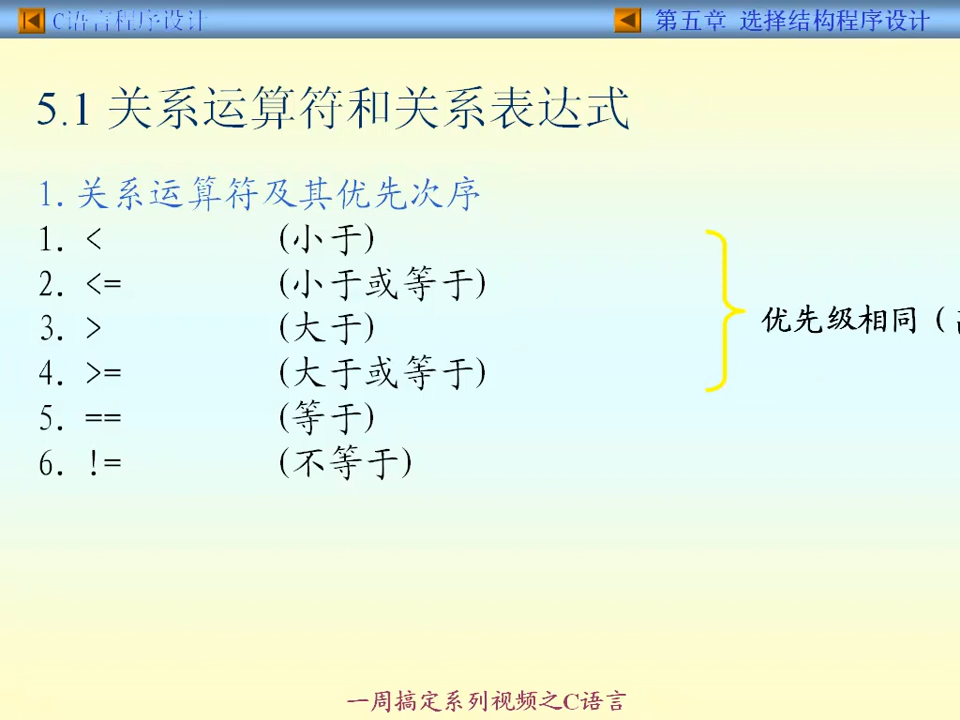 C语言程序设计
第五章 选择结构程序设计
5.1 关系运算符和关系表达式
1. 关系运算符及其优先次序
1. < (小于)
2. <= (小于或等于)
3. > (大于)
4. >= (大于或等于)
5. == (等于)
6. != (不等于)
优先级相同（
一周搞定系列视频之C语言